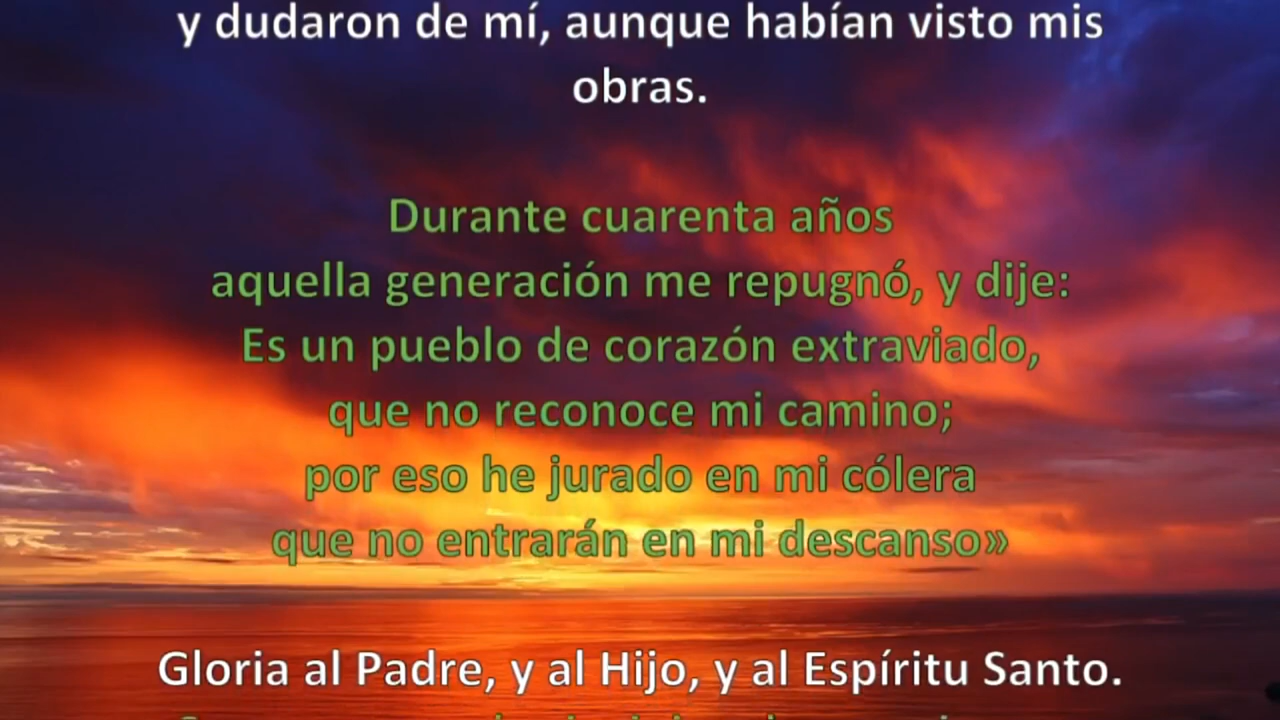 y dudaron de mí, aunque habían visto mis
obras.
Durante cuarenta años
aquella generación me repugnó, y dije:
Es un pueblo de corazón extraviado,
que no reconoce mi camino;
por eso he jurado en mi cólera
que no entrarán en mi descanso»
Gloria al Padre, y al Hijo, y al Espíritu Santo.